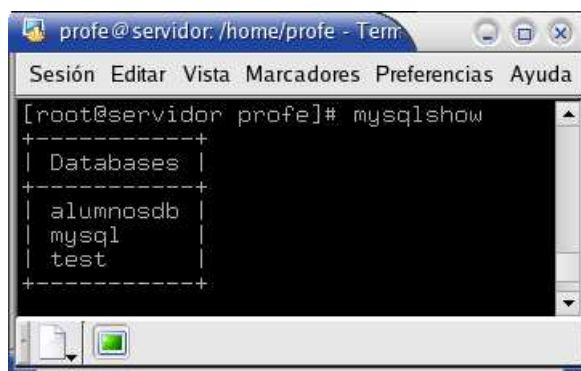 profe@servidor: /home/profe - Term
Sesión Editar Vista Marcadores Preferencias Ayuda
[root@servidor profe]# mysqlshow
+-----------+
| Databases |
+-----------+
| alumnosdb |
| mysql     |
| test      |
+-----------+